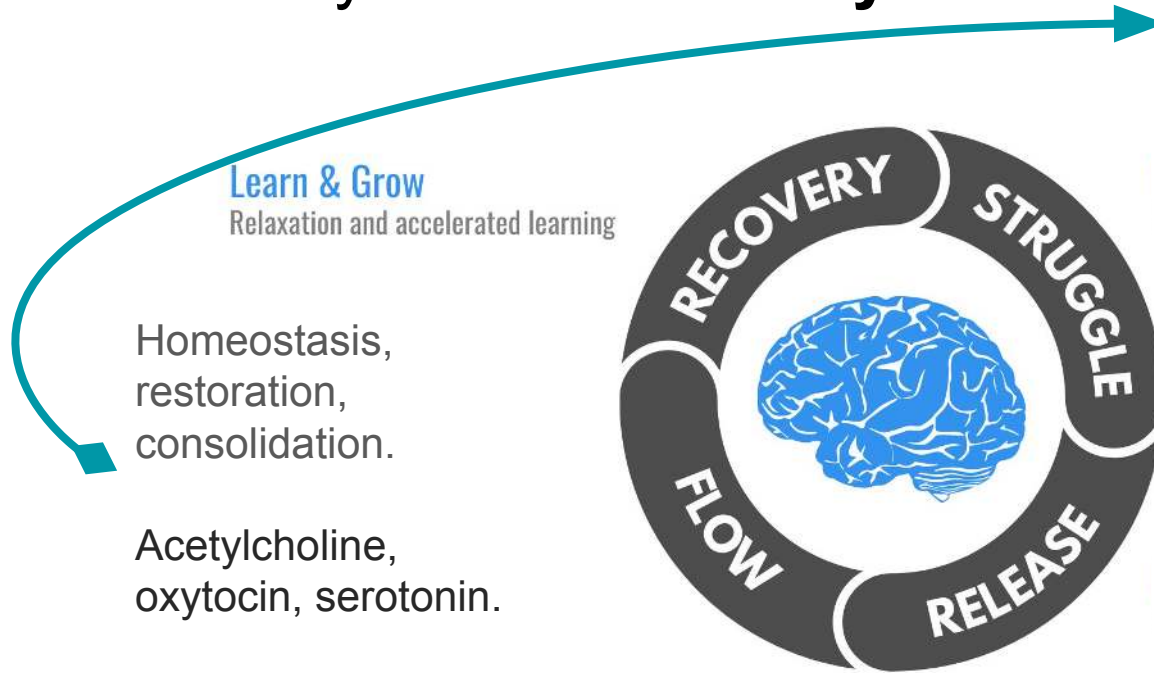 Learn & Grow
Relaxation and accelerated learning
Homeostasis,
restoration,
consolidation.
Acetylcholine,
oxytocin, serotonin.
RECOVERY
STRUGGLE
RELEASE
FLOW